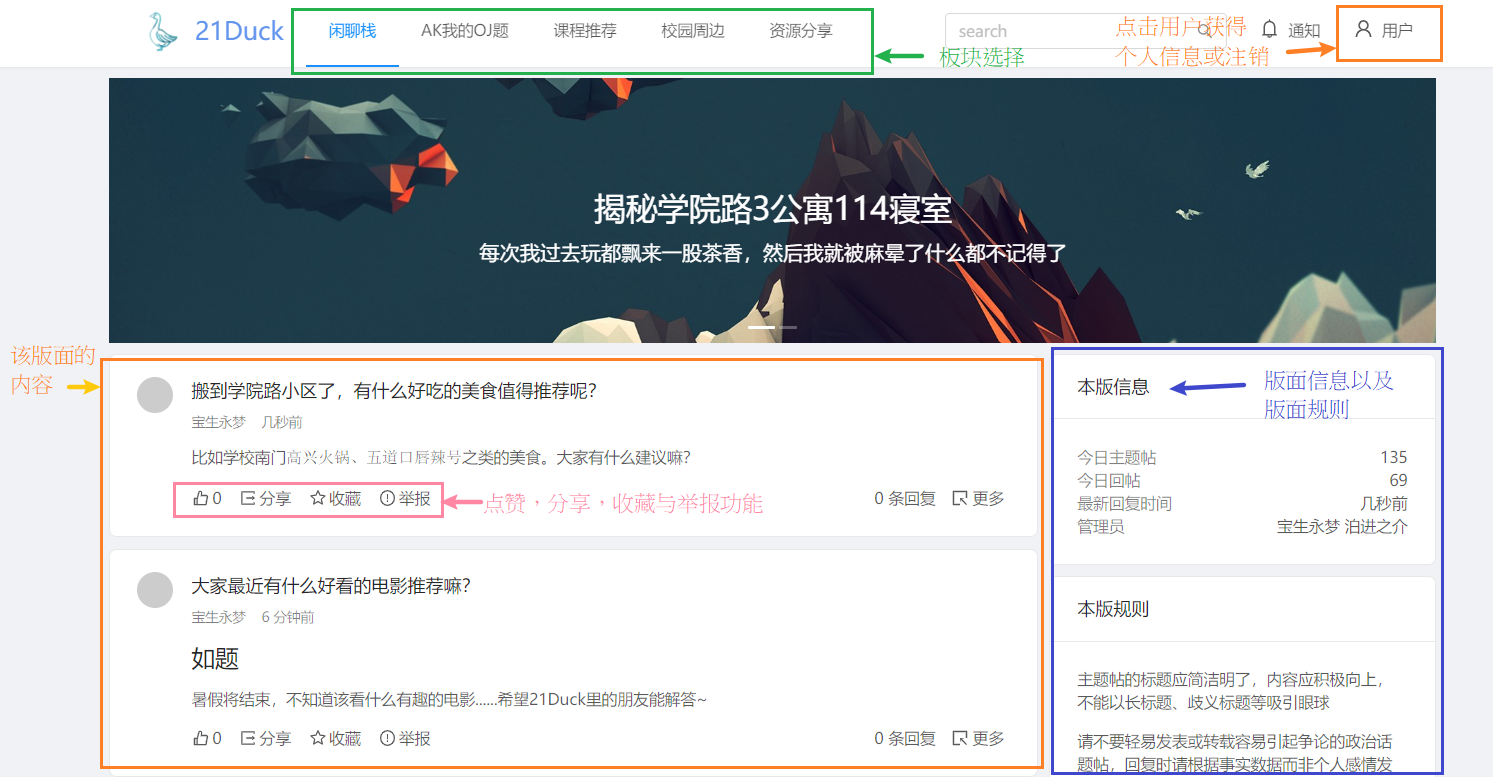 21Duck
闲聊栈 AK我的OJ题 课程推荐 校园周边 资源分享
search
通知
用户
点击用户获得
个人信息或注销
板块选择
揭秘学院路3公寓114寝室
每次我过去玩都飘来一股茶香，然后我就被麻晕了什么都不记得了
该版面的
内容
搬到学院路小区了，有什么好吃的美食值得推荐呢？
宝生永梦 几秒前
比如学校南门高兴火锅、五道口唇辣号之类的美食。大家有什么建议嘛？
0 分享 收藏 举报
点赞，分享，收藏与举报功能
0 条回复 更多
大家最近有什么好看的电影推荐嘛？
宝生永梦 6 分钟前
如题
暑假将结束，不知道该看什么有趣的电影......希望21Duck里的朋友能解答~
0 分享 收藏 举报
0 条回复 更多
本版信息
版面信息以及
版面规则
今日主题帖 135
今日回帖 69
最新回复时间 几秒前
管理员 宝生永梦 泊进之介
本版规则
主题帖的标题应简洁明了，内容应积极向上，
不能以长标题、歧义标题等吸引眼球
请不要轻易发表或转载容易引起争论的政治话
题帖，回复时请根据事实数据而非个人感情发